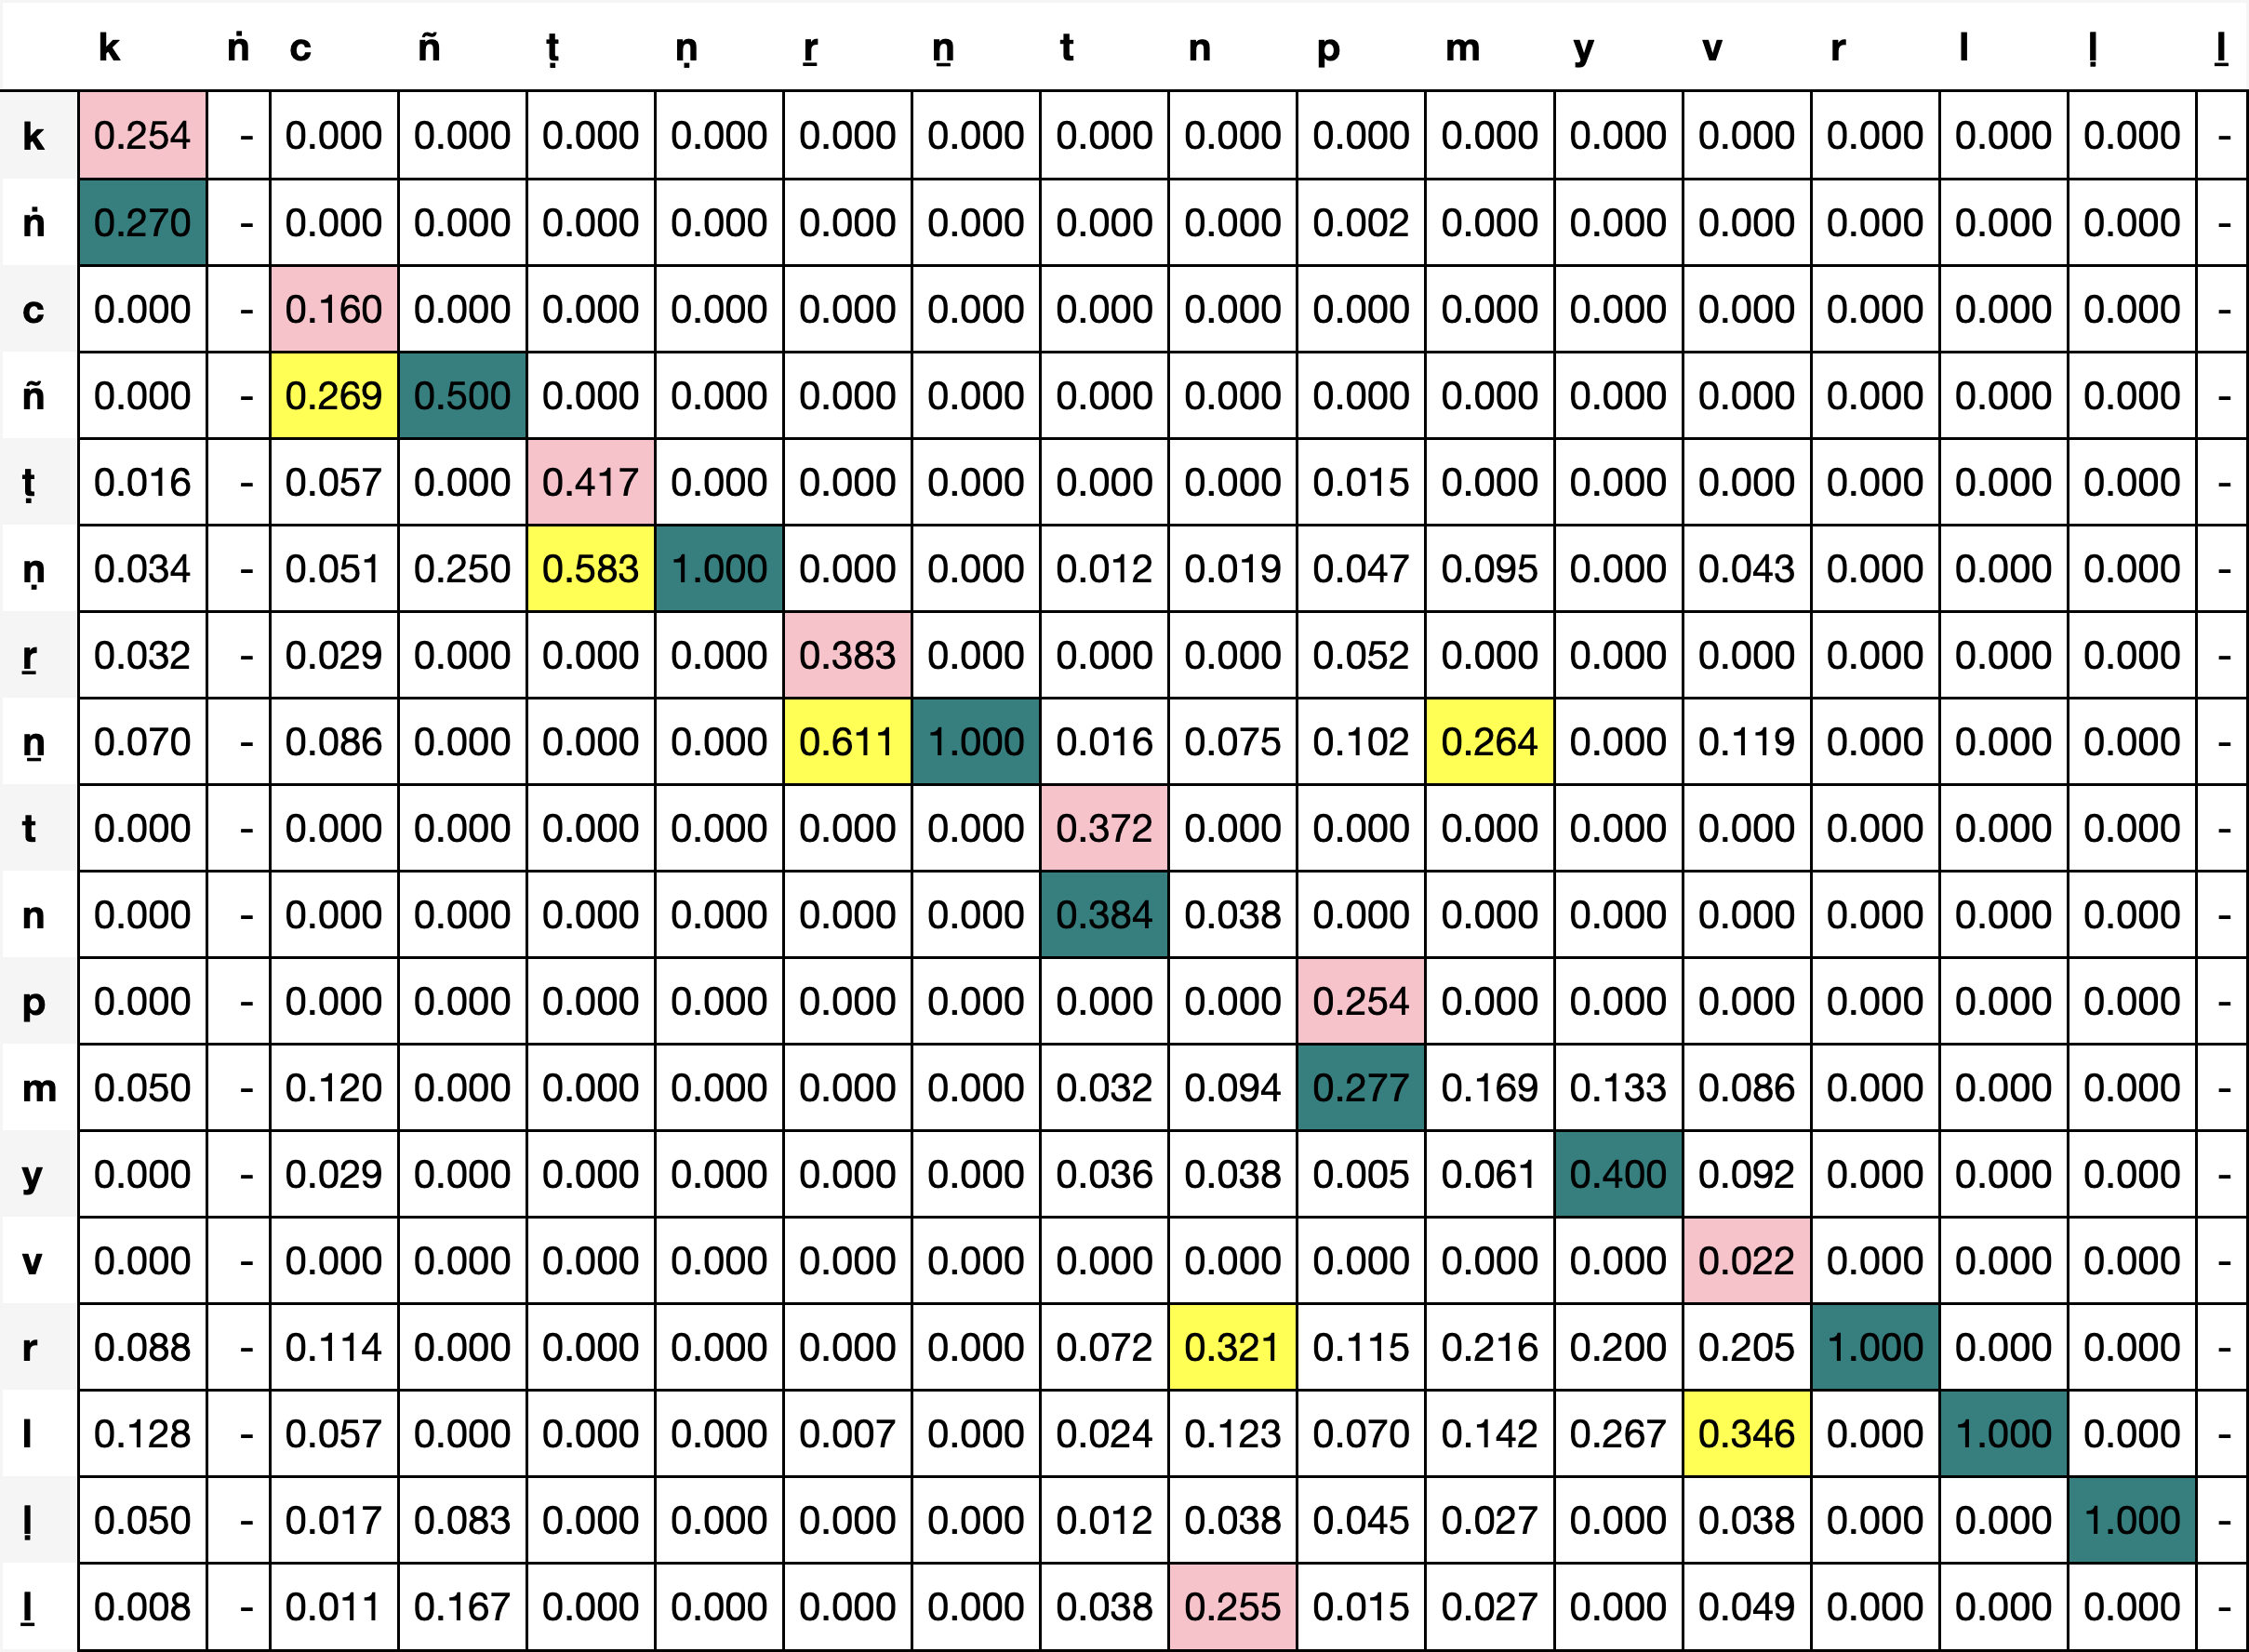 k ṅ c ñ ṭ ṇ ṟ ṉ t n p m y v r l ḷ ḻ
k 0.254 - 0.000 0.000 0.000 0.000 0.000 0.000 0.000 0.000 0.000 0.000 0.000 0.000 0.000 0.000 0.000 -
ṅ 0.270 - 0.000 0.000 0.000 0.000 0.000 0.000 0.000 0.000 0.002 0.000 0.000 0.000 0.000 0.000 0.000 -
c 0.000 - 0.160 0.000 0.000 0.000 0.000 0.000 0.000 0.000 0.000 0.000 0.000 0.000 0.000 0.000 0.000 -
ñ 0.000 - 0.269 0.500 0.000 0.000 0.000 0.000 0.000 0.000 0.000 0.000 0.000 0.000 0.000 0.000 0.000 -
ṭ 0.016 - 0.057 0.000 0.417 0.000 0.000 0.000 0.000 0.000 0.015 0.000 0.000 0.000 0.000 0.000 0.000 -
ṇ 0.034 - 0.051 0.250 0.583 1.000 0.000 0.000 0.012 0.019 0.047 0.095 0.000 0.043 0.000 0.000 0.000 -
ṟ 0.032 - 0.029 0.000 0.000 0.000 0.383 0.000 0.000 0.000 0.052 0.000 0.000 0.000 0.000 0.000 0.000 -
ṉ 0.070 - 0.086 0.000 0.000 0.000 0.611 1.000 0.016 0.075 0.102 0.264 0.000 0.119 0.000 0.000 0.000 -
t 0.000 - 0.000 0.000 0.000 0.000 0.000 0.000 0.372 0.000 0.000 0.000 0.000 0.000 0.000 0.000 0.000 -
n 0.000 - 0.000 0.000 0.000 0.000 0.000 0.000 0.384 0.038 0.000 0.000 0.000 0.000 0.000 0.000 0.000 -
p 0.000 - 0.000 0.000 0.000 0.000 0.000 0.000 0.000 0.000 0.254 0.000 0.000 0.000 0.000 0.000 0.000 -
m 0.050 - 0.120 0.000 0.000 0.000 0.000 0.000 0.032 0.094 0.277 0.169 0.133 0.086 0.000 0.000 0.000 -
y 0.000 - 0.029 0.000 0.000 0.000 0.000 0.000 0.036 0.038 0.005 0.061 0.400 0.092 0.000 0.000 0.000 -
v 0.000 - 0.000 0.000 0.000 0.000 0.000 0.000 0.000 0.000 0.000 0.000 0.000 0.022 0.000 0.000 0.000 -
r 0.088 - 0.114 0.000 0.000 0.000 0.000 0.000 0.072 0.321 0.115 0.216 0.200 0.205 1.000 0.000 0.000 -
l 0.128 - 0.057 0.000 0.000 0.000 0.007 0.000 0.024 0.123 0.070 0.142 0.267 0.346 0.000 1.000 0.000 -
ḷ 0.050 - 0.017 0.083 0.000 0.000 0.000 0.000 0.012 0.038 0.045 0.027 0.000 0.038 0.000 0.000 1.000 -
ḻ 0.008 - 0.011 0.167 0.000 0.000 0.000 0.000 0.038 0.255 0.015 0.027 0.000 0.049 0.000 0.000 0.000 -